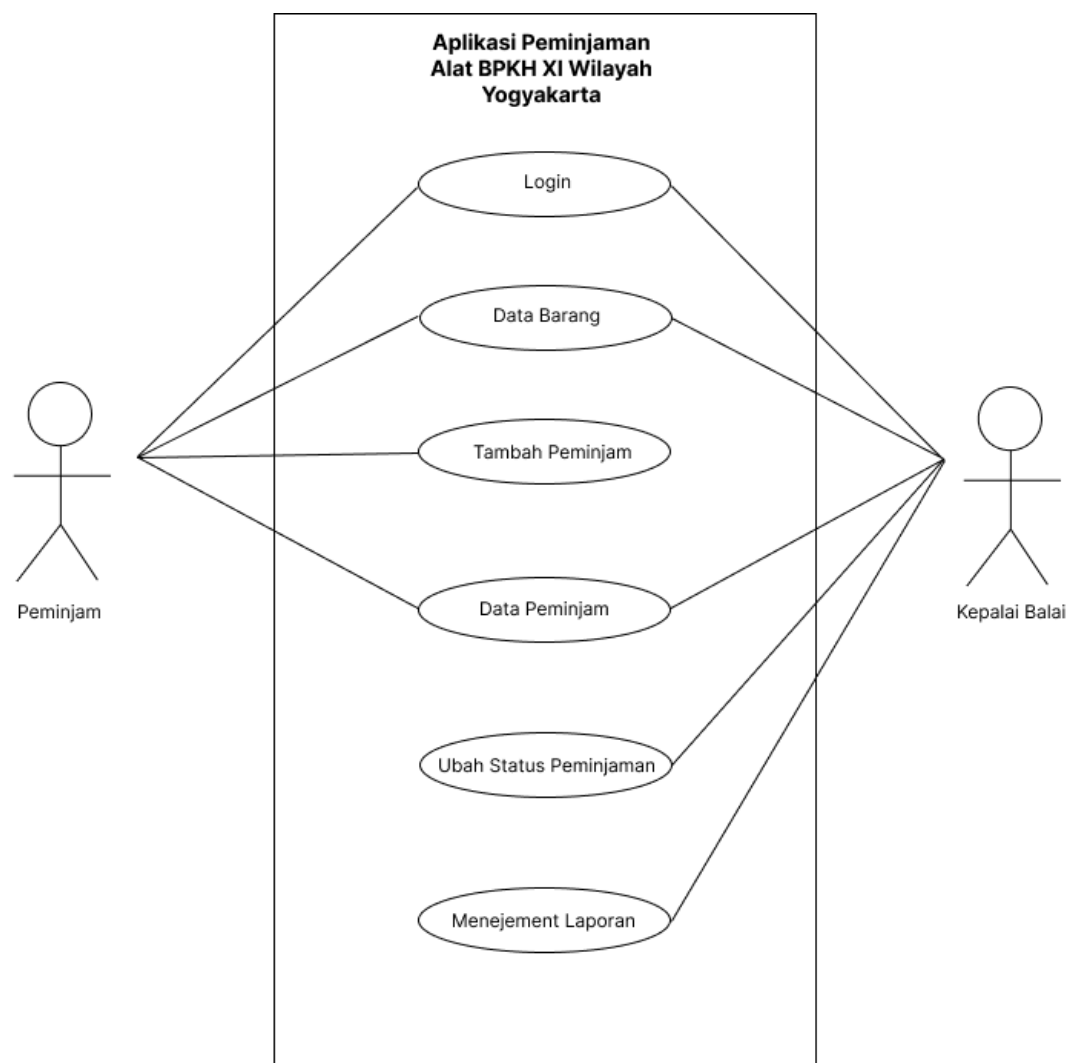 Aplikasi Peminjaman
Alat BPKH XI Wilayah
Yogyakarta
Login
Data Barang
Tambah Peminjam
Data Peminjam
Peminjam
Kepalai Balai
Ubah Status Peminjaman
Menejement Laporan